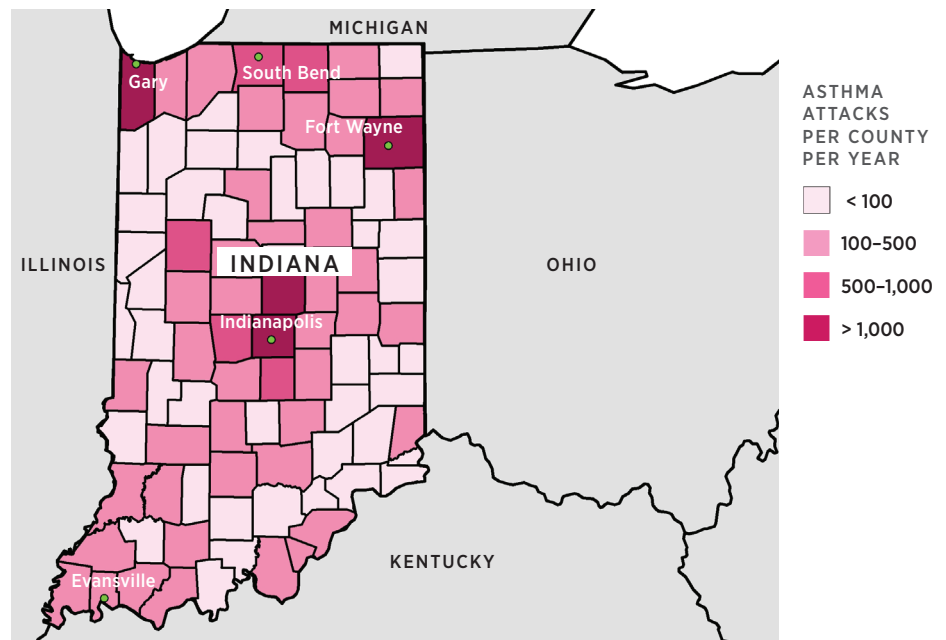 MICHIGAN
Gary
South Bend
Fort Wayne
ILLINOIS
INDIANA
OHIO
Indianapolis
KENTUCKY
Evansville
ASTHMA
ATTACKS
PER COUNTY
PER YEAR
< 100
100–500
500–1,000
> 1,000